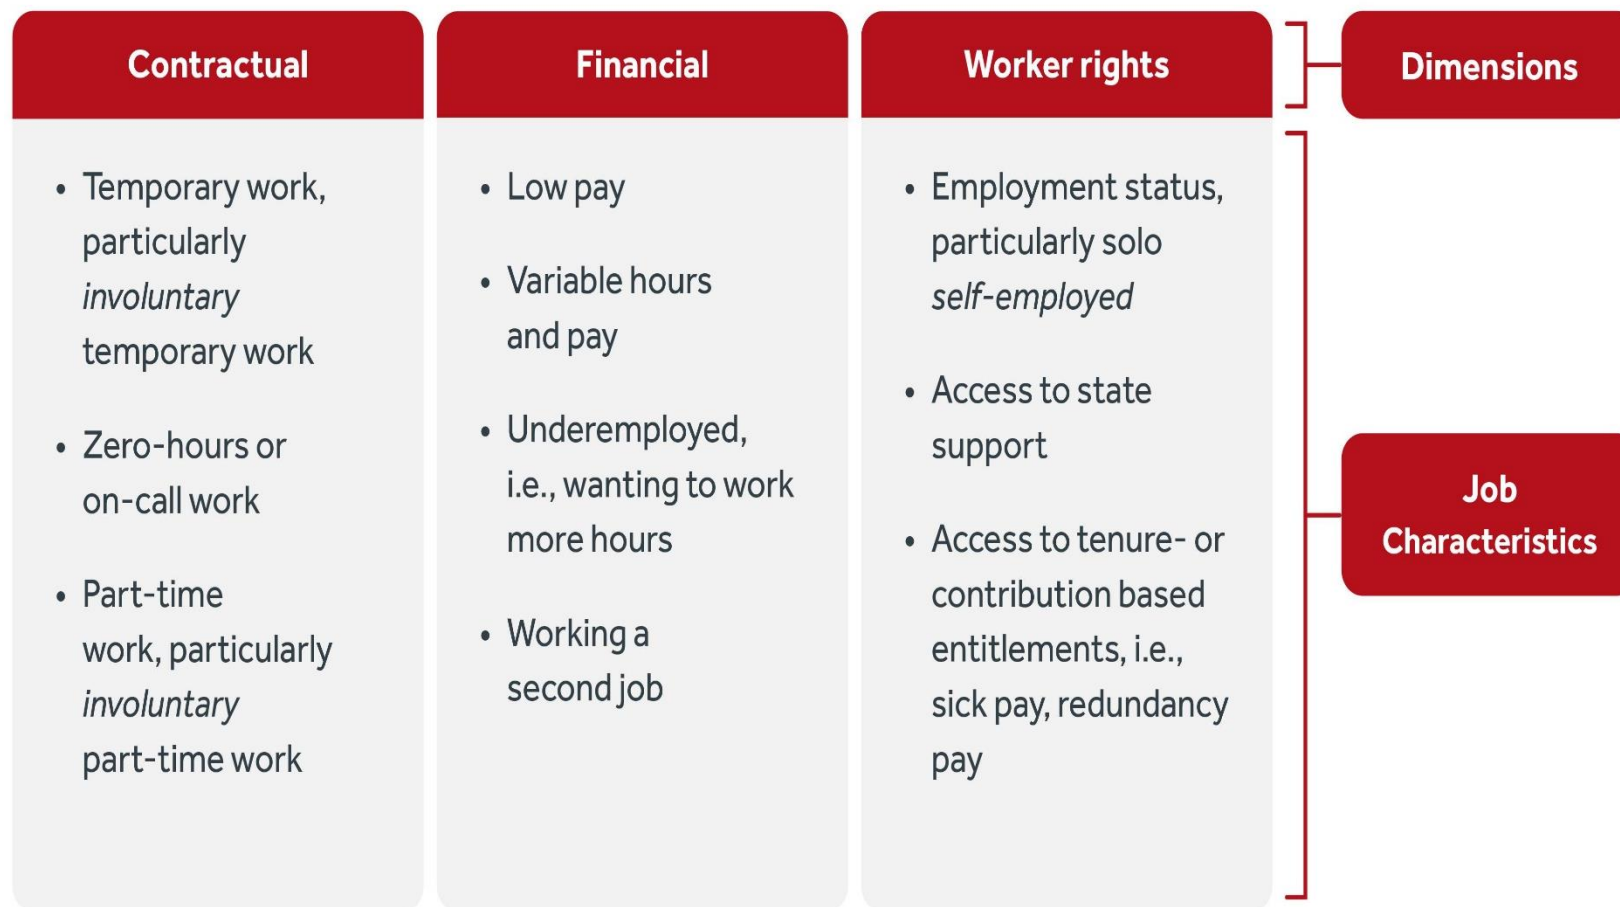 Contractual
• Temporary work,
particularly
involuntary
temporary work
• Zero-hours or
on-call work
• Part-time
work, particularly
involuntary
part-time work
Financial
• Low pay
• Variable hours
and pay
• Underemployed,
i.e., wanting to work
more hours
• Working a
second job
Worker rights
• Employment status,
particularly solo
self-employed
• Access to state
support
• Access to tenure- or
contribution based
entitlements, i.e.,
sick pay, redundancy
pay
Dimensions
Job
Characteristics